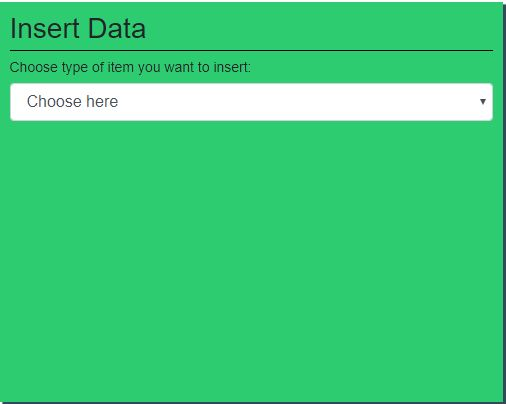 Insert Data
Choose type of item you want to insert:
Choose here